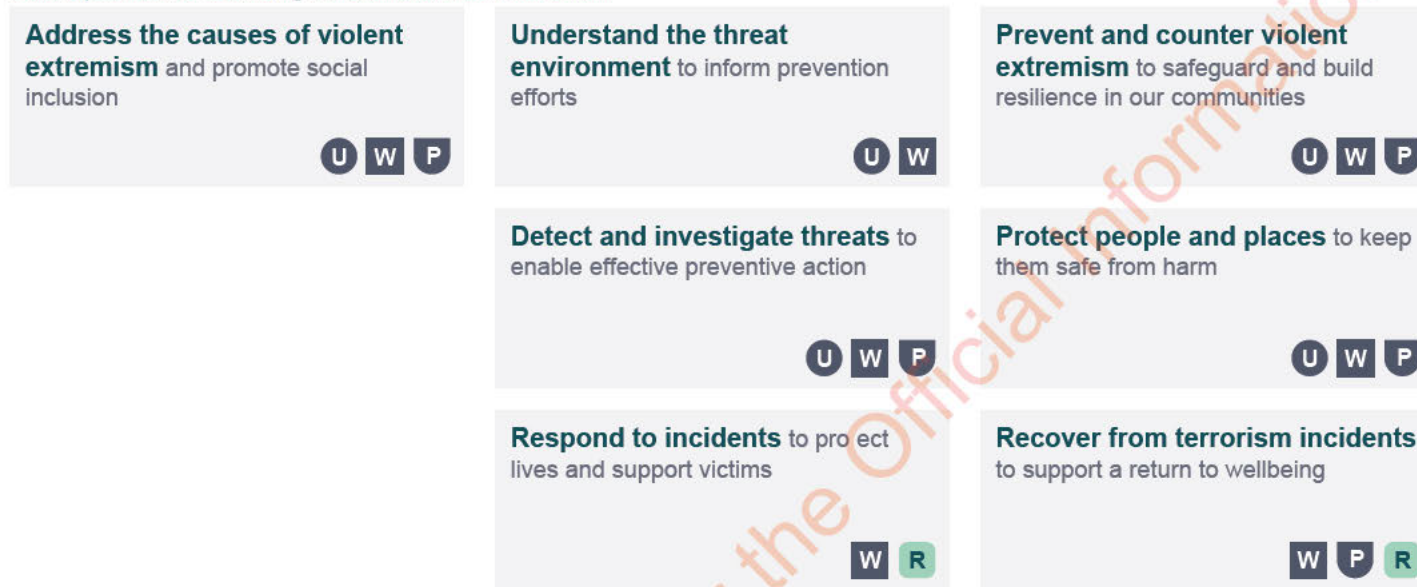 Address the causes of violent
extremism and promote social
inclusion
U W P
Understand the threat
environment to inform prevention
efforts
U W
Prevent and counter violent
extremism to safeguard and build
resilience in our communities
U W P
Detect and investigate threats to
enable effective preventive action
U W P
Protect people and places to keep
them safe from harm
U W P
Respond to incidents to pro ect
lives and support victims
W R
Recover from terrorism incidents
to support a return to wellbeing
W P R
the Official Information